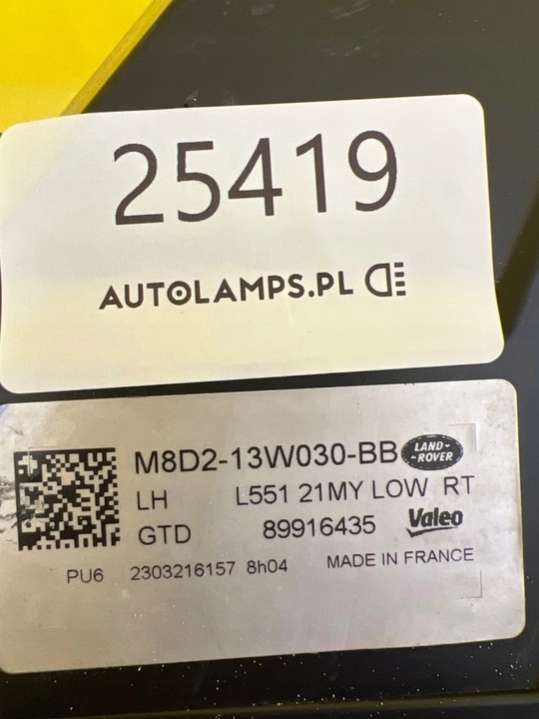 25419
AUTOLAMPS.PL
M8D2-13W030-BB LAND-
-ROVER
LH L551 21MY LOW RT
GTD 89916435 Valeo
PU6 2303216157 8h04 MADE IN FRANCE